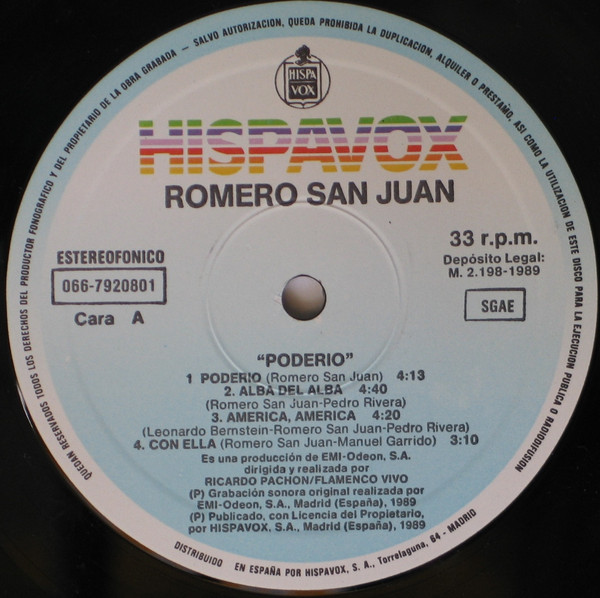 QUEDAN RESERVADOS TODOS LOS DERECHOS DEL PRODUCTOR FONOGRAFICO Y DEL PROPIETARIO DE LA OBRA GRABADA - SALVO AUTORIZACION, QUEDA PROHIBIDA LA DUPLICACION, ALQUILER O PRESTAMO, ASI COMO LA UTILIZACION DE ESTE DISCO PARA LA EJECUCION PUBLICA O RADIODIFUSION
HISPA
VOX
HISPAVOX
ROMERO SAN JUAN
ESTEREOFONICO
066-7920801
Cara A
33 r.p.m.
Depósito Legal:
M. 2.198-1989
SGAE
"PODERIO"
1 PODERIO (Romero San Juan) 4:13
2. ALBA DEL ALBA 4:40
(Romero San Juan-Pedro Rivera)
3. AMERICA, AMERICA 4:20
(Leonardo Bernstein-Romero San Juan-Pedro Rivera)
4. CON ELLA (Romero San Juan-Manuel Garrido) 3:10
Es una producción de EMI-Odeon, S.A.
dirigida y realizada por
RICARDO PACHON/FLAMENCO VIVO
(P) Grabación sonora original realizada por
EMI-Odeon, S.A., Madrid (España), 1989
(P) Publicado, con Licencia del Propietario,
por HISPAVOX, S.A., Madrid (España), 1989
DISTRIBUIDO EN ESPAÑA POR HISPAVOX, S. A., Torrelaguna, 64 - MADRID